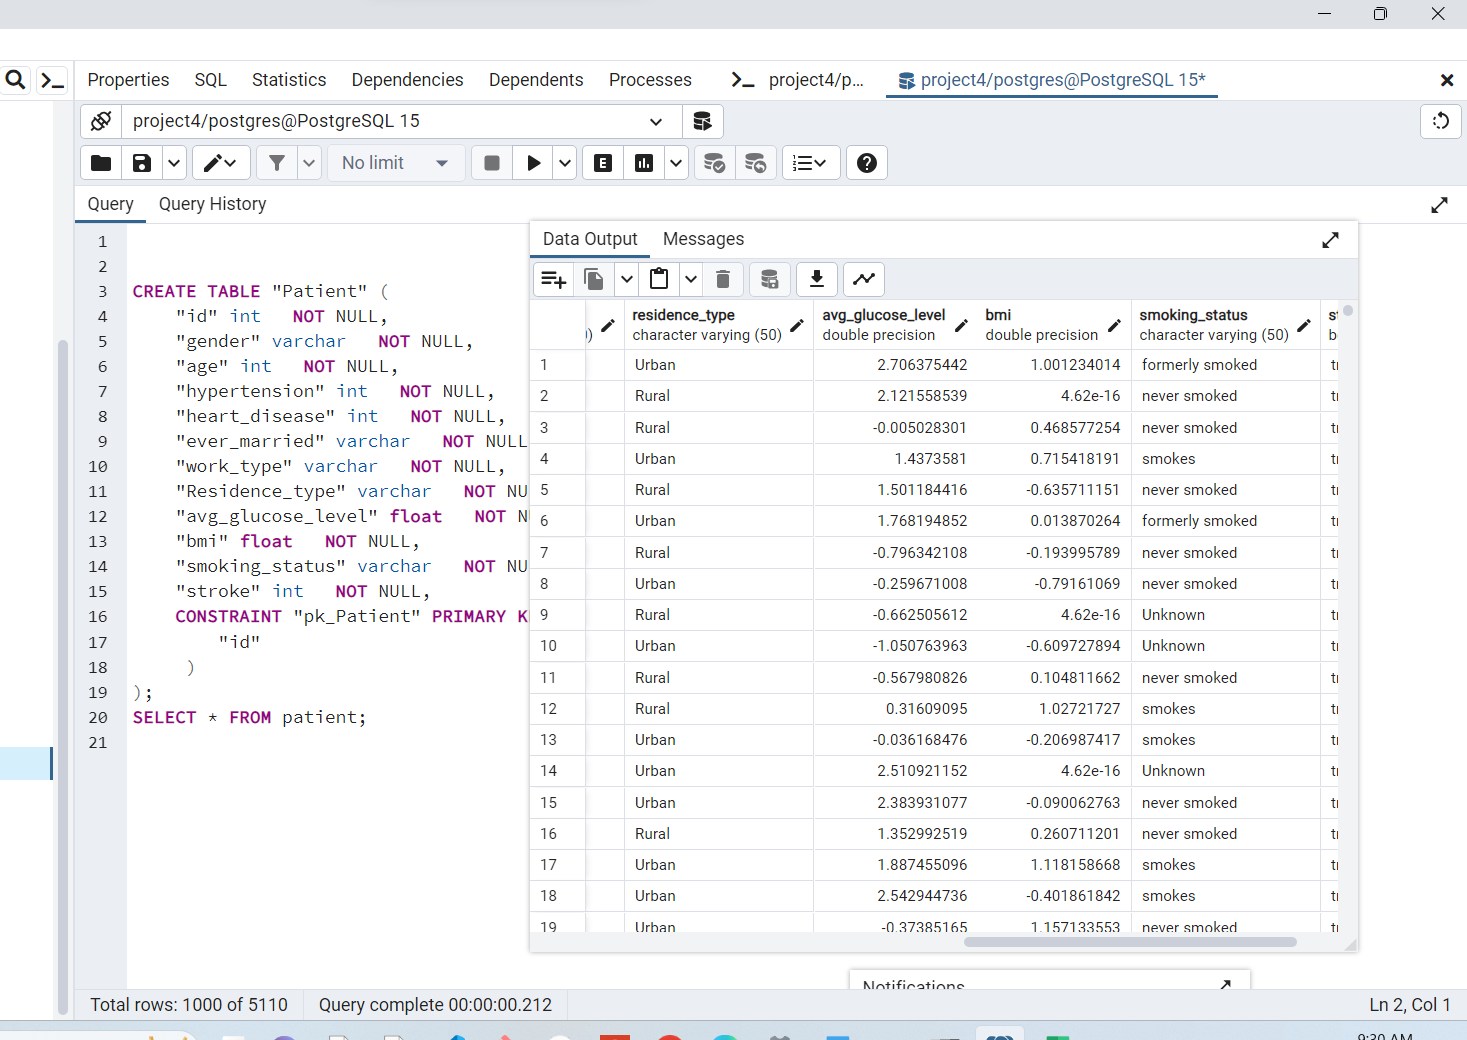 Properties SQL Statistics Dependencies Dependents Processes project4/p... project4/postgres@PostgreSQL 15*
project4/postgres@PostgreSQL 15
No limit
Query Query History
1
2
3 CREATE TABLE "Patient" (
4 "id" int NOT NULL,
5 "gender" varchar NOT NULL,
6 "age" int NOT NULL,
7 "hypertension" int NOT NULL,
8 "heart_disease" int NOT NULL,
9 "ever_married" varchar NOT NULL
10 "work_type" varchar NOT NULL,
11 "Residence_type" varchar NOT NU
12 "avg_glucose_level" float NOT N
13 "bmi" float NOT NULL,
14 "smoking_status" varchar NOT NU
15 "stroke" int NOT NULL,
16 CONSTRAINT "pk_Patient" PRIMARY K
17 "id"
18 )
19 );
20 SELECT * FROM patient;
21
Data Output Messages
residence_type avg_glucose_level bmi smoking_status
) character varying (50) double precision double precision character varying (50) b
1 Urban 2.706375442 1.001234014 formerly smoked
2 Rural 2.121558539 4.62e-16 never smoked
3 Rural -0.005028301 0.468577254 never smoked
4 Urban 1.4373581 0.715418191 smokes
5 Rural 1.501184416 -0.635711151 never smoked
6 Urban 1.768194852 0.013870264 formerly smoked
7 Rural -0.796342108 -0.193995789 never smoked
8 Urban -0.259671008 -0.79161069 never smoked
9 Rural -0.662505612 4.62e-16 Unknown
10 Urban -1.050763963 -0.609727894 Unknown
11 Rural -0.567980826 0.104811662 never smoked
12 Rural 0.31609095 1.02721727 smokes
13 Urban -0.036168476 -0.206987417 smokes
14 Urban 2.510921152 4.62e-16 Unknown
15 Urban 2.383931077 -0.090062763 never smoked
16 Rural 1.352992519 0.260711201 never smoked
17 Urban 1.887455096 1.118158668 smokes
18 Urban 2.542944736 -0.401861842 smokes
19 Urban -0.37385165 1.157133553 never smoked
Notifications
Total rows: 1000 of 5110 Query complete 00:00:00.212 Ln 2, Col 1
9:30 AM